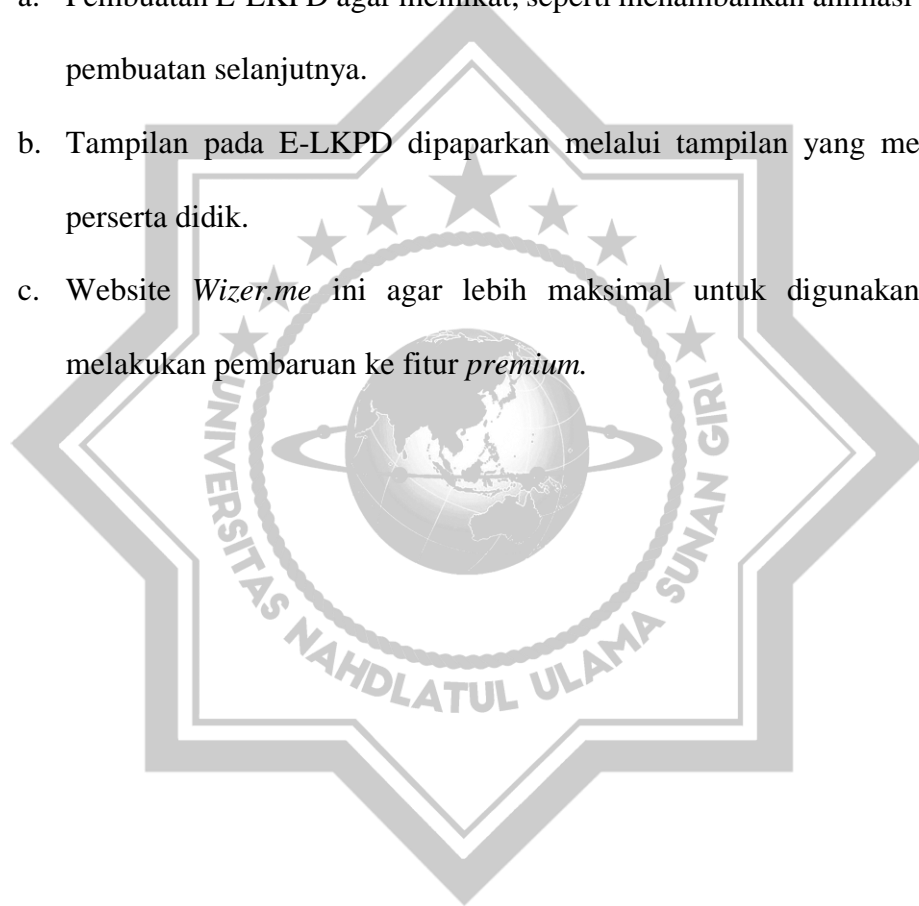 a. Pembuatan E-LKPD agar memikat, seperti menambahkan animasi
pembuatan selanjutnya.
b. Tampilan pada E-LKPD dipaparkan melalui tampilan yang me
perserta didik.
c. Website Wizer.me ini agar lebih maksimal untuk digunakan
melakukan pembaruan ke fitur premium.
UNIVERSITAS NAHDLATUL ULAMA SUNAN GIRI